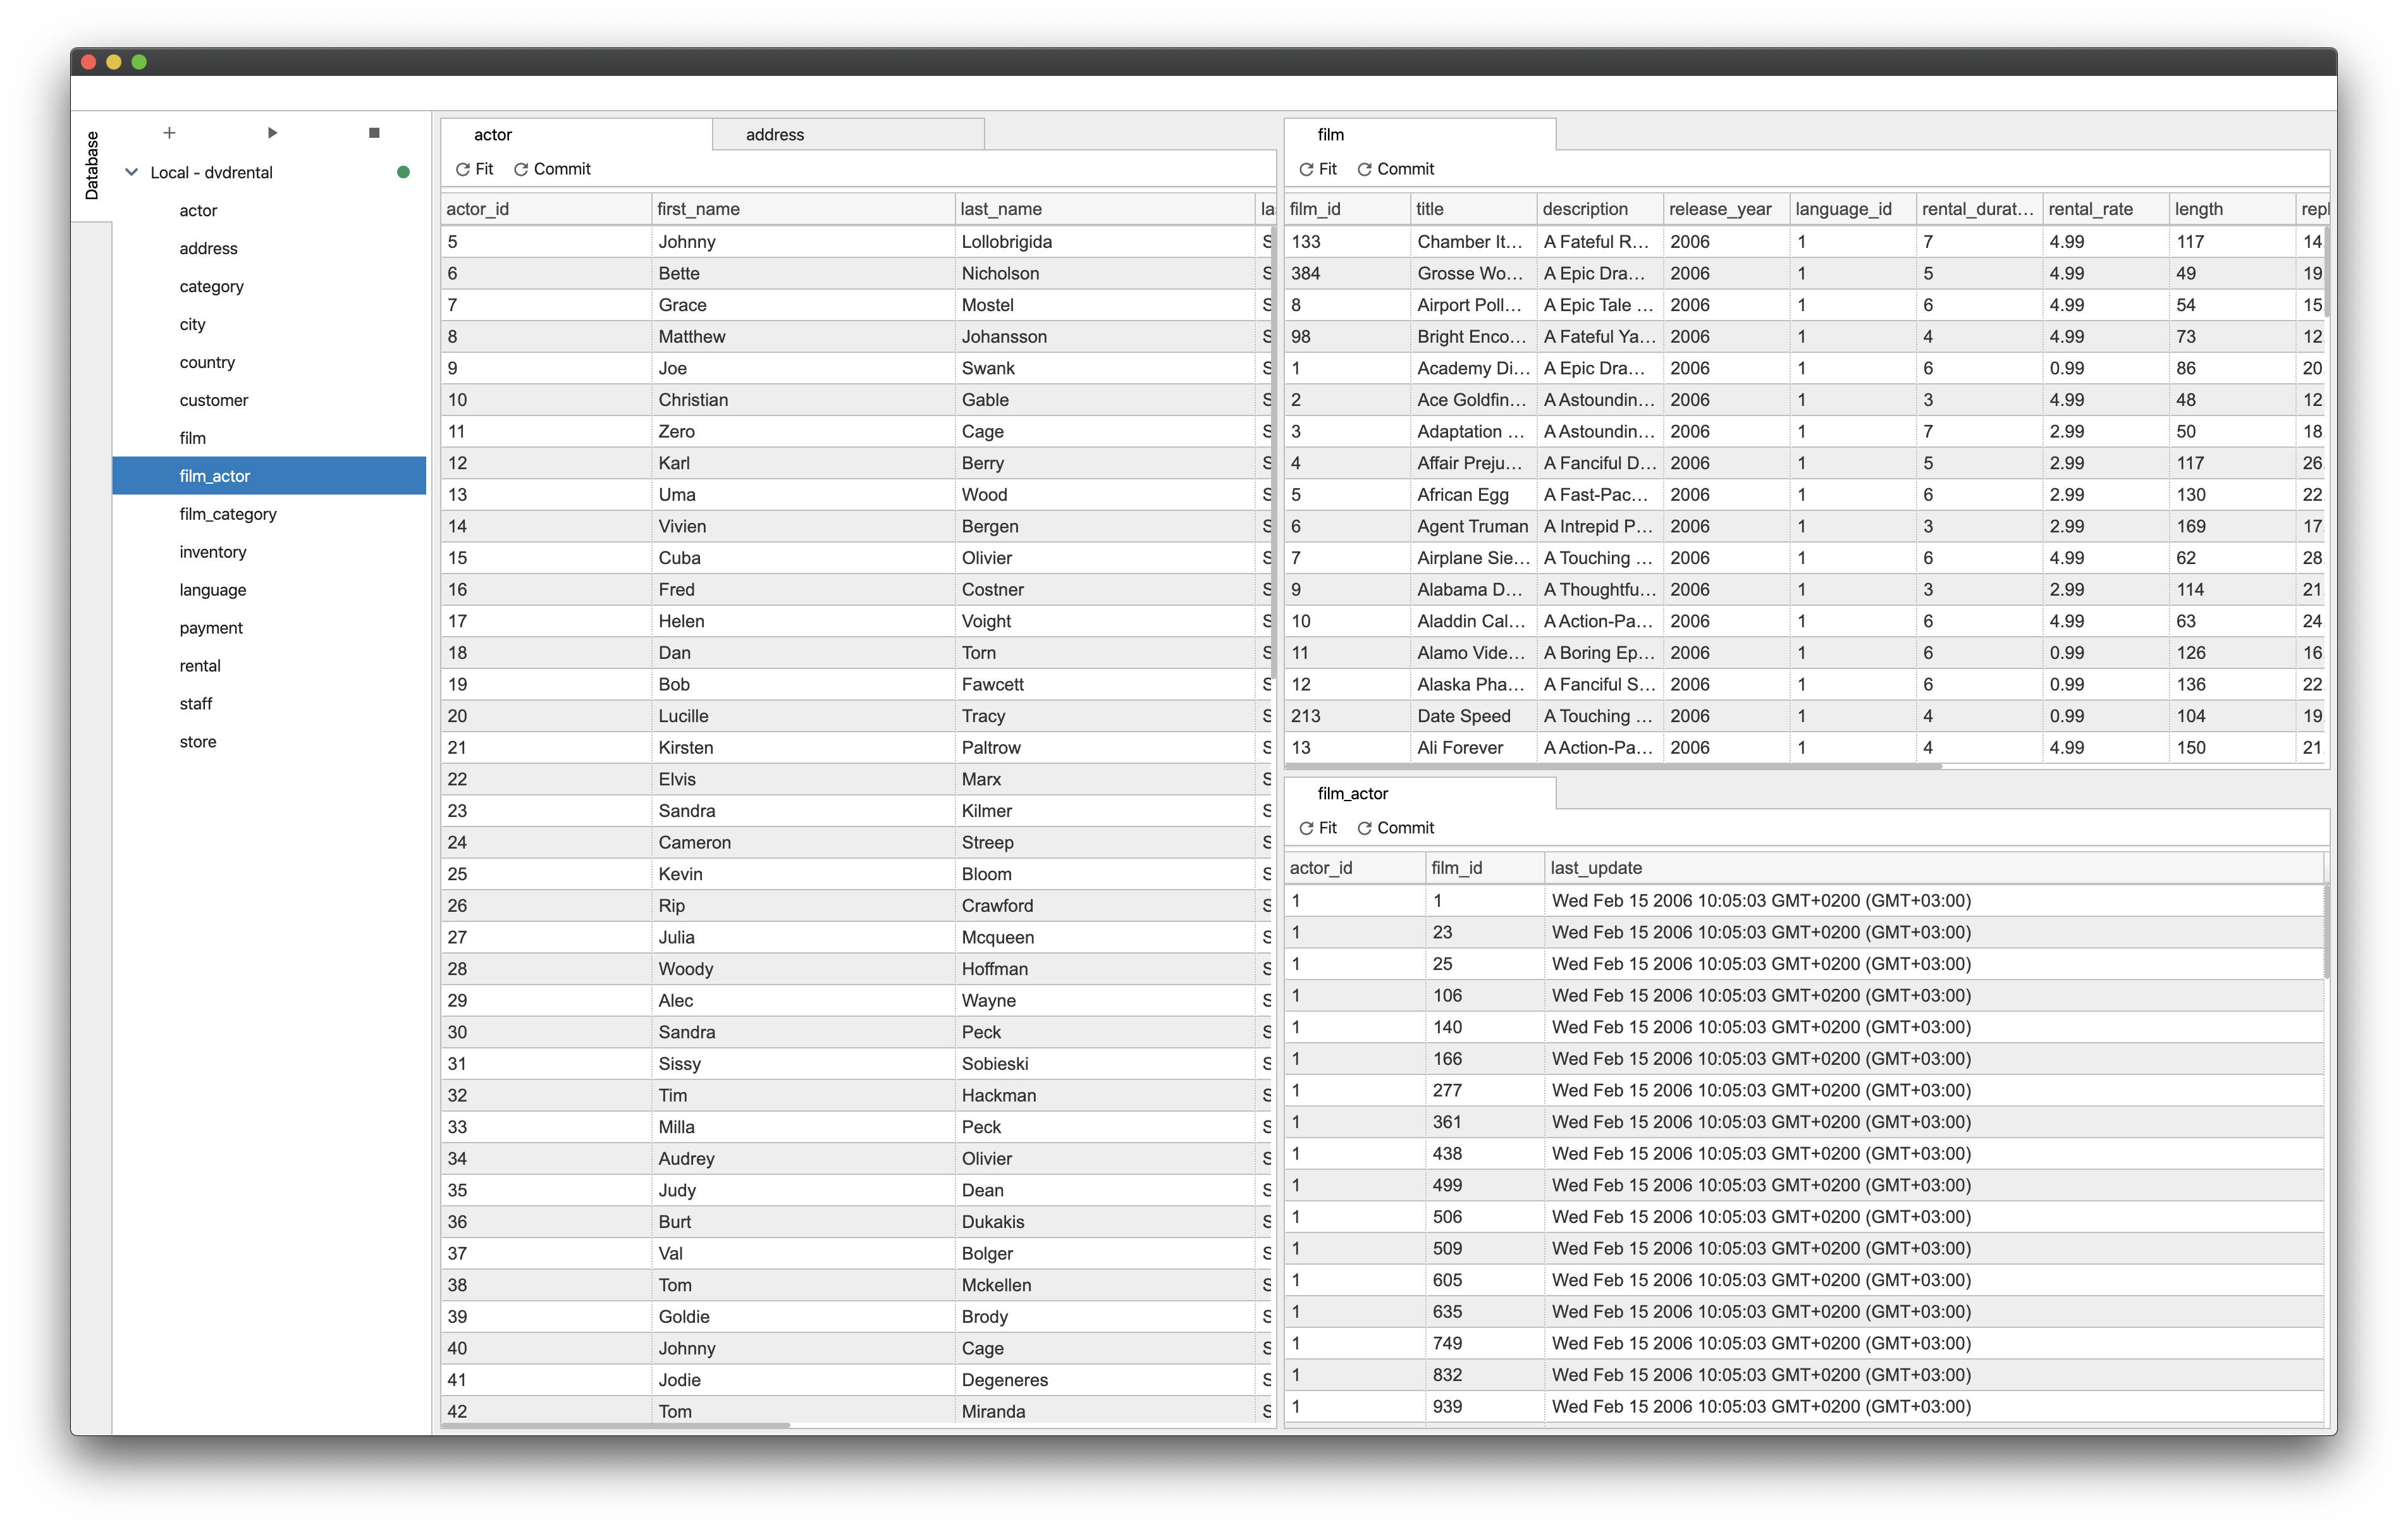 Database
Local - dvdrental
actor
address
category
city
country
customer
film
film_actor
film_category
inventory
language
payment
rental
staff
store
actor address
Fit Commit
actor_id first_name last_name la
5 Johnny Lollobrigida S
6 Bette Nicholson S
7 Grace Mostel S
8 Matthew Johansson S
9 Joe Swank S
10 Christian Gable S
11 Zero Cage S
12 Karl Berry S
13 Uma Wood S
14 Vivien Bergen S
15 Cuba Olivier S
16 Fred Costner S
17 Helen Voight S
18 Dan Torn S
19 Bob Fawcett S
20 Lucille Tracy S
21 Kirsten Paltrow S
22 Elvis Marx S
23 Sandra Kilmer S
24 Cameron Streep S
25 Kevin Bloom S
26 Rip Crawford S
27 Julia Mcqueen S
28 Woody Hoffman S
29 Alec Wayne S
30 Sandra Peck S
31 Sissy Sobieski S
32 Tim Hackman S
33 Milla Peck S
34 Audrey Olivier S
35 Judy Dean S
36 Burt Dukakis S
37 Val Bolger S
38 Tom Mckellen S
39 Goldie Brody S
40 Johnny Cage S
41 Jodie Degeneres S
42 Tom Miranda S
film
Fit Commit
film_id title description release_year language_id rental_durat... rental_rate length repl
133 Chamber It... A Fateful R... 2006 1 7 4.99 117 14
384 Grosse Wo... A Epic Dra... 2006 1 5 4.99 49 19
8 Airport Poll... A Epic Tale ... 2006 1 6 4.99 54 15
98 Bright Enco... A Fateful Ya... 2006 1 4 4.99 73 12
1 Academy Di... A Epic Dra... 2006 1 6 0.99 86 20
2 Ace Goldfin... A Astoundin... 2006 1 3 4.99 48 12
3 Adaptation ... A Astoundin... 2006 1 7 2.99 50 18
4 Affair Preju... A Fanciful D... 2006 1 5 2.99 117 26
5 African Egg A Fast-Pac... 2006 1 6 2.99 130 22
6 Agent Truman A Intrepid P... 2006 1 3 2.99 169 17
7 Airplane Sie... A Touching ... 2006 1 6 4.99 62 28
9 Alabama D... A Thoughtfu... 2006 1 3 2.99 114 21
10 Aladdin Cal... A Action-Pa... 2006 1 6 4.99 63 24
11 Alamo Vide... A Boring Ep... 2006 1 6 0.99 126 16
12 Alaska Pha... A Fanciful S... 2006 1 6 0.99 136 22
213 Date Speed A Touching ... 2006 1 4 0.99 104 19
13 Ali Forever A Action-Pa... 2006 1 4 4.99 150 21
film_actor
Fit Commit
actor_id film_id last_update
1 1 Wed Feb 15 2006 10:05:03 GMT+0200 (GMT+03:00)
1 23 Wed Feb 15 2006 10:05:03 GMT+0200 (GMT+03:00)
1 25 Wed Feb 15 2006 10:05:03 GMT+0200 (GMT+03:00)
1 106 Wed Feb 15 2006 10:05:03 GMT+0200 (GMT+03:00)
1 140 Wed Feb 15 2006 10:05:03 GMT+0200 (GMT+03:00)
1 166 Wed Feb 15 2006 10:05:03 GMT+0200 (GMT+03:00)
1 277 Wed Feb 15 2006 10:05:03 GMT+0200 (GMT+03:00)
1 361 Wed Feb 15 2006 10:05:03 GMT+0200 (GMT+03:00)
1 438 Wed Feb 15 2006 10:05:03 GMT+0200 (GMT+03:00)
1 499 Wed Feb 15 2006 10:05:03 GMT+0200 (GMT+03:00)
1 506 Wed Feb 15 2006 10:05:03 GMT+0200 (GMT+03:00)
1 509 Wed Feb 15 2006 10:05:03 GMT+0200 (GMT+03:00)
1 605 Wed Feb 15 2006 10:05:03 GMT+0200 (GMT+03:00)
1 635 Wed Feb 15 2006 10:05:03 GMT+0200 (GMT+03:00)
1 749 Wed Feb 15 2006 10:05:03 GMT+0200 (GMT+03:00)
1 832 Wed Feb 15 2006 10:05:03 GMT+0200 (GMT+03:00)
1 939 Wed Feb 15 2006 10:05:03 GMT+0200 (GMT+03:00)